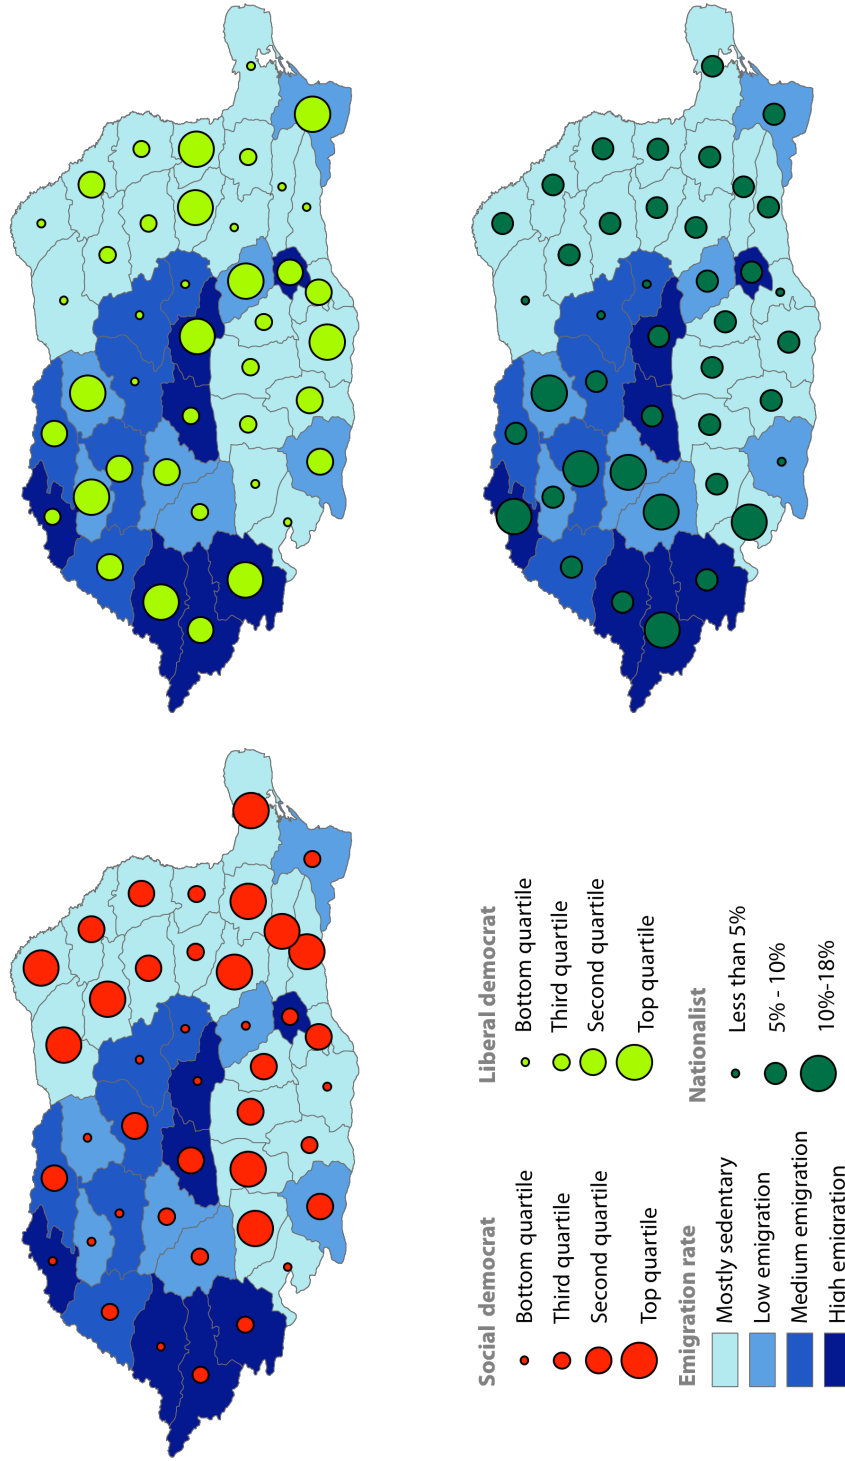 Social democrat
Bottom quartile
Third quartile
Second quartile
Top quartile
Liberal democrat
Bottom quartile
Third quartile
Second quartile
Top quartile
Emigration rate
Mostly sedentary
Low emigration
Medium emigration
High emigration
Nationalist
Less than 5%
5% - 10%
10%-18%